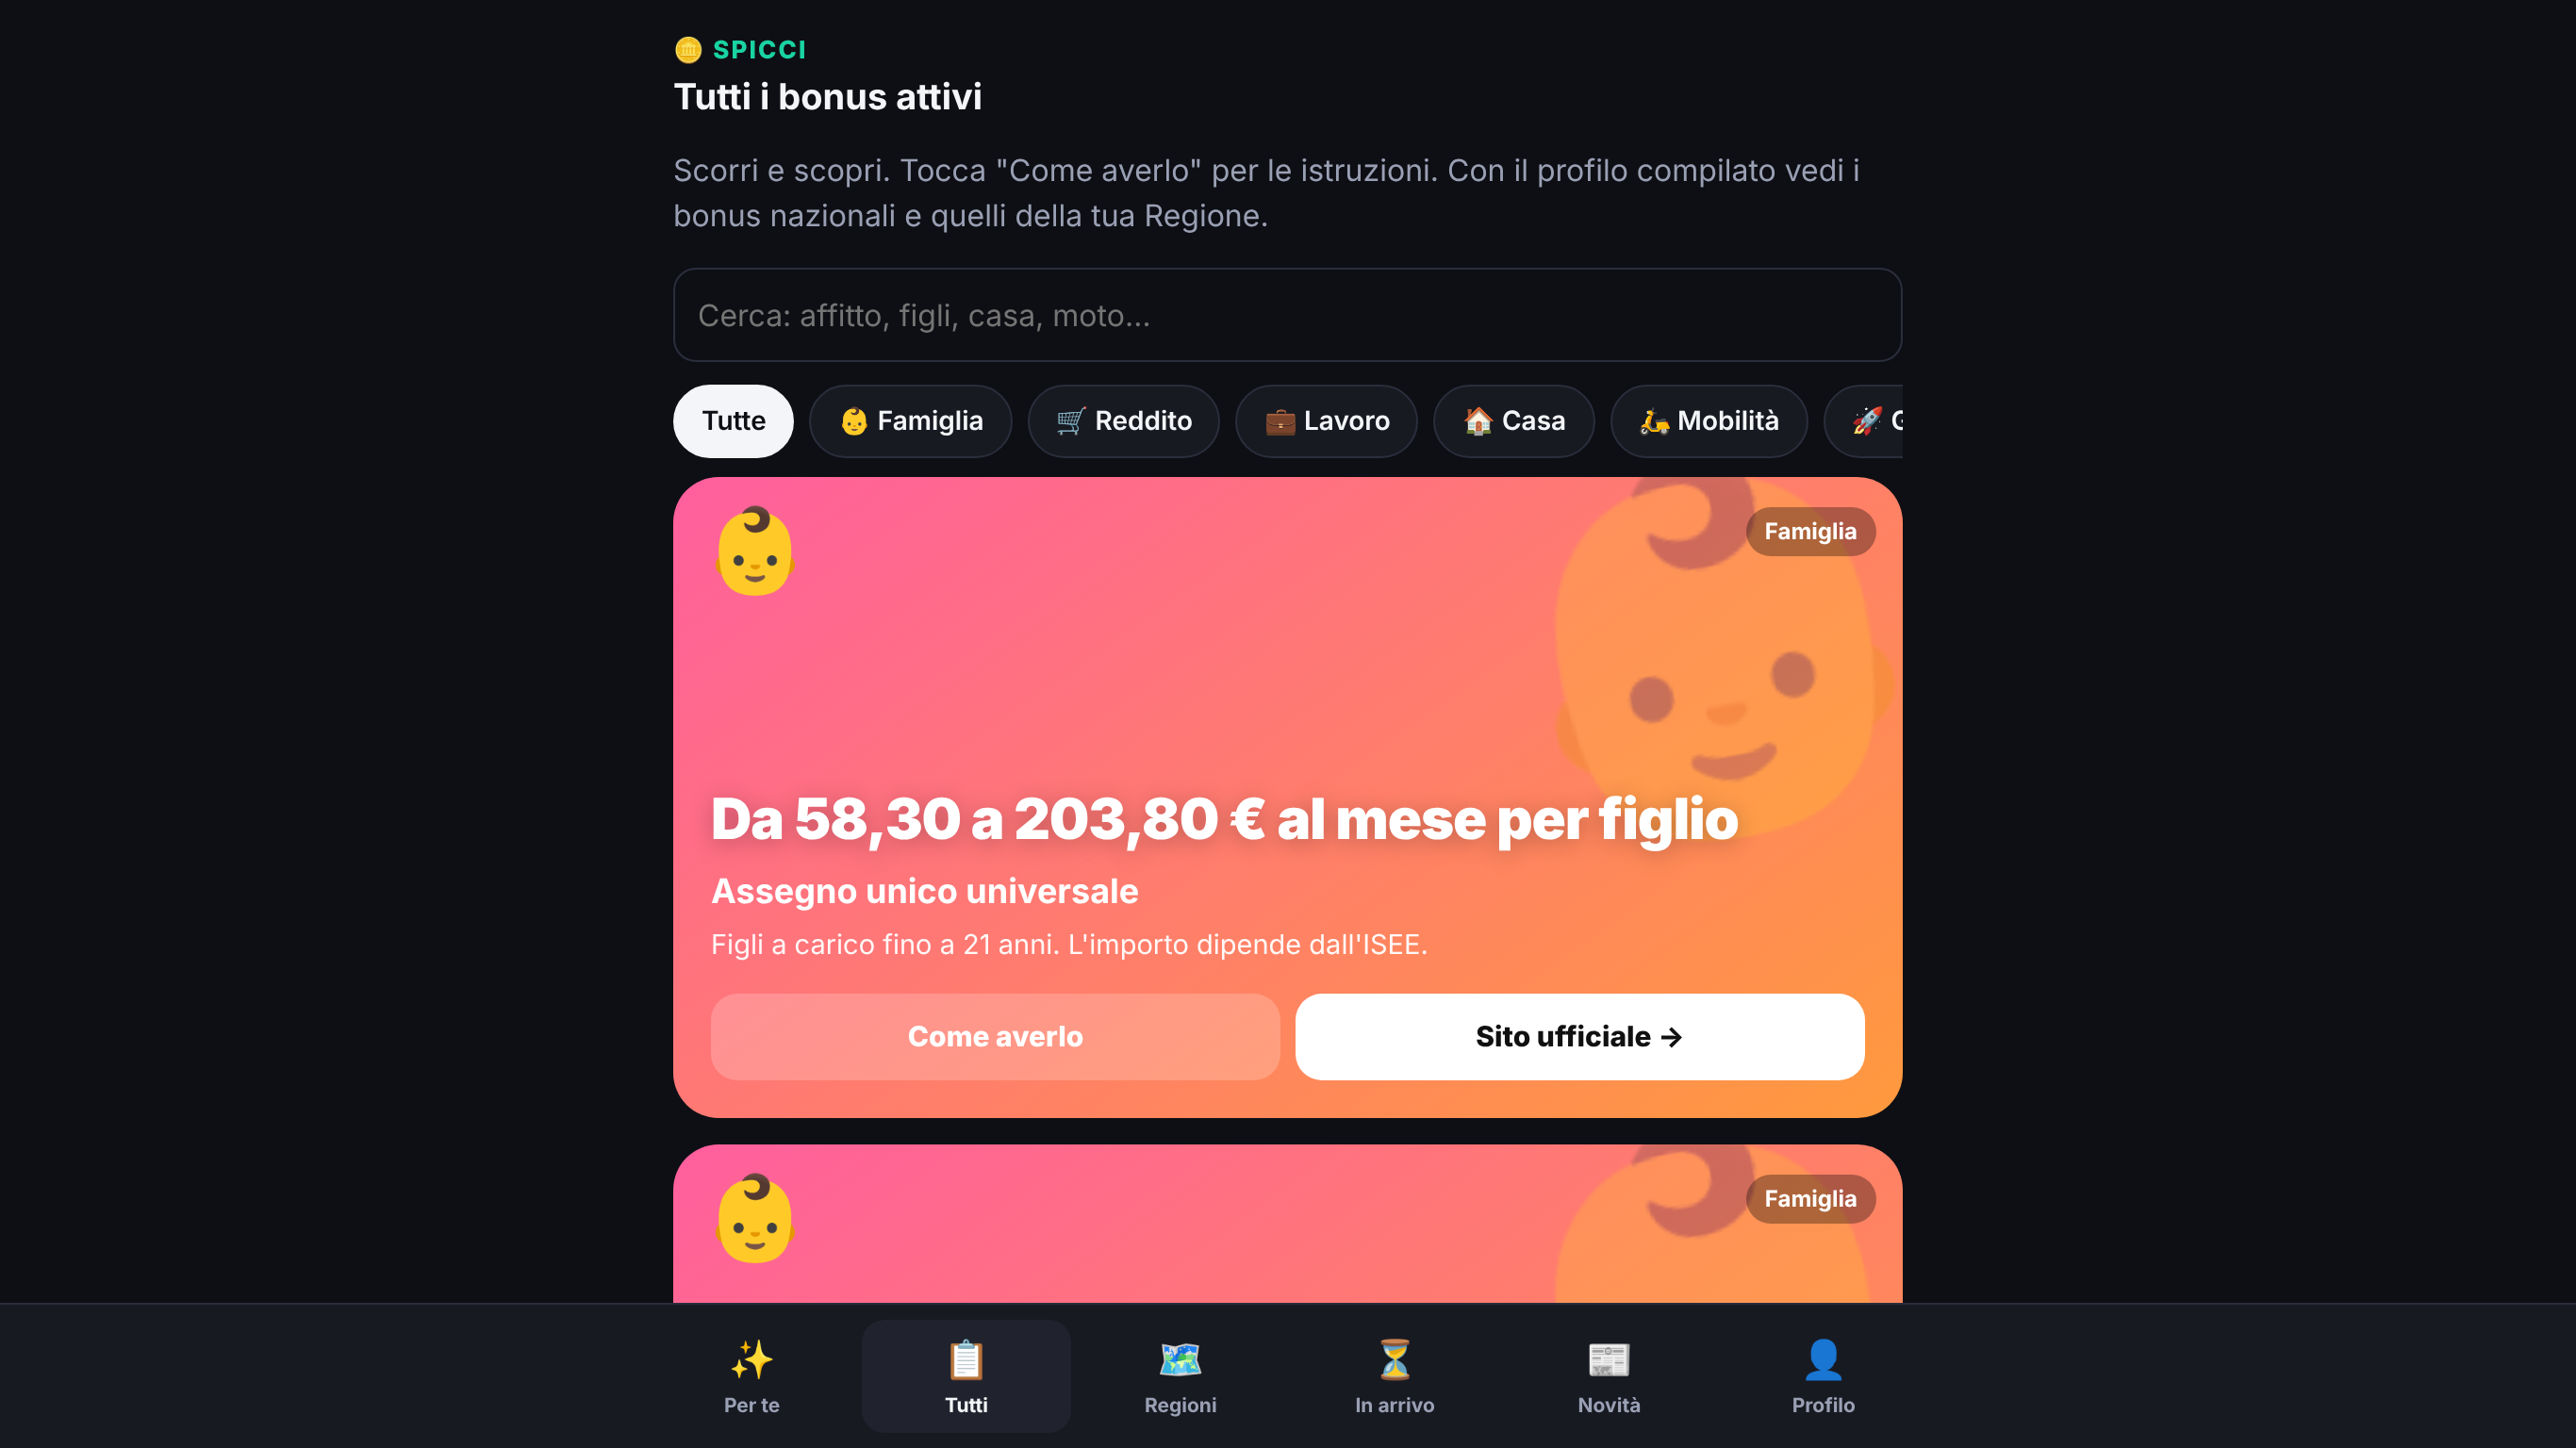 SPICCI
Tutti i bonus attivi
Scorri e scopri. Tocca "Come averlo" per le istruzioni. Con il profilo compilato vedi i
bonus nazionali e quelli della tua Regione.
Cerca: affitto, figli, casa, moto...
Tutte
Famiglia
Reddito
Lavoro
Casa
Mobilità
Famiglia
Da 58,30 a 203,80 € al mese per figlio
Assegno unico universale
Figli a carico fino a 21 anni. L'importo dipende dall'ISEE.
Come averlo
Sito ufficiale →
Famiglia
Per te
Tutti
Regioni
In arrivo
Novità
Profilo